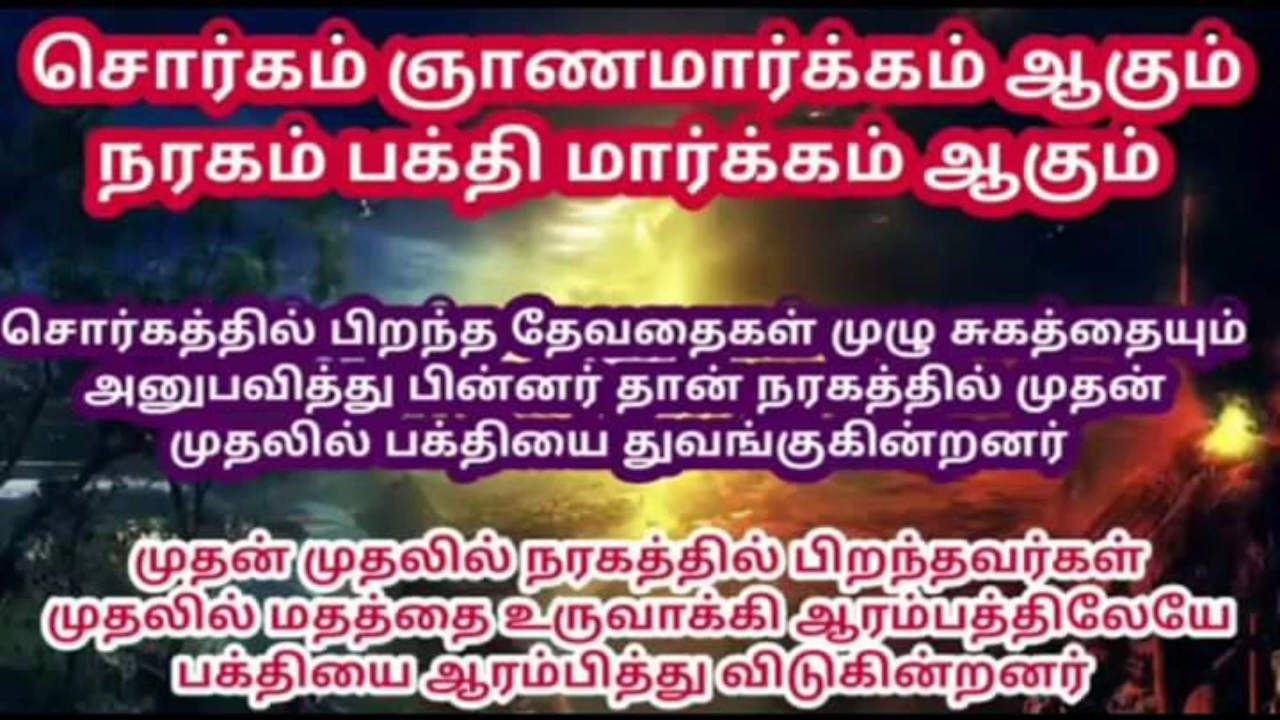 சொர்கம் ஞாணமார்க்கம் ஆகும்
நரகம் பக்தி மார்க்கம் ஆகும்
சொர்கத்தில் பிறந்த தேவதைகள் முழு சுகத்தையும்
அனுபவித்து பின்னர் தான் நரகத்தில் முதன்
முதலில் பக்தியை துவங்குகின்றனர்
முதன் முதலில் நரகத்தில் பிறந்தவர்கள்
முதலில் மதத்தை உருவாக்கி ஆரம்பத்திலேயே
பக்தியை ஆரம்பித்து விடுகின்றனர்